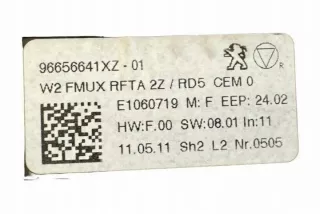 96656641XZ - 01
W2 FMUX RFTA 2Z / RD5 CEM 0
E1060719 M: F EEP: 24.02
HW:F.00 SW:08.01 In:11
11.05.11 Sh2 L2 Nr.0505
R